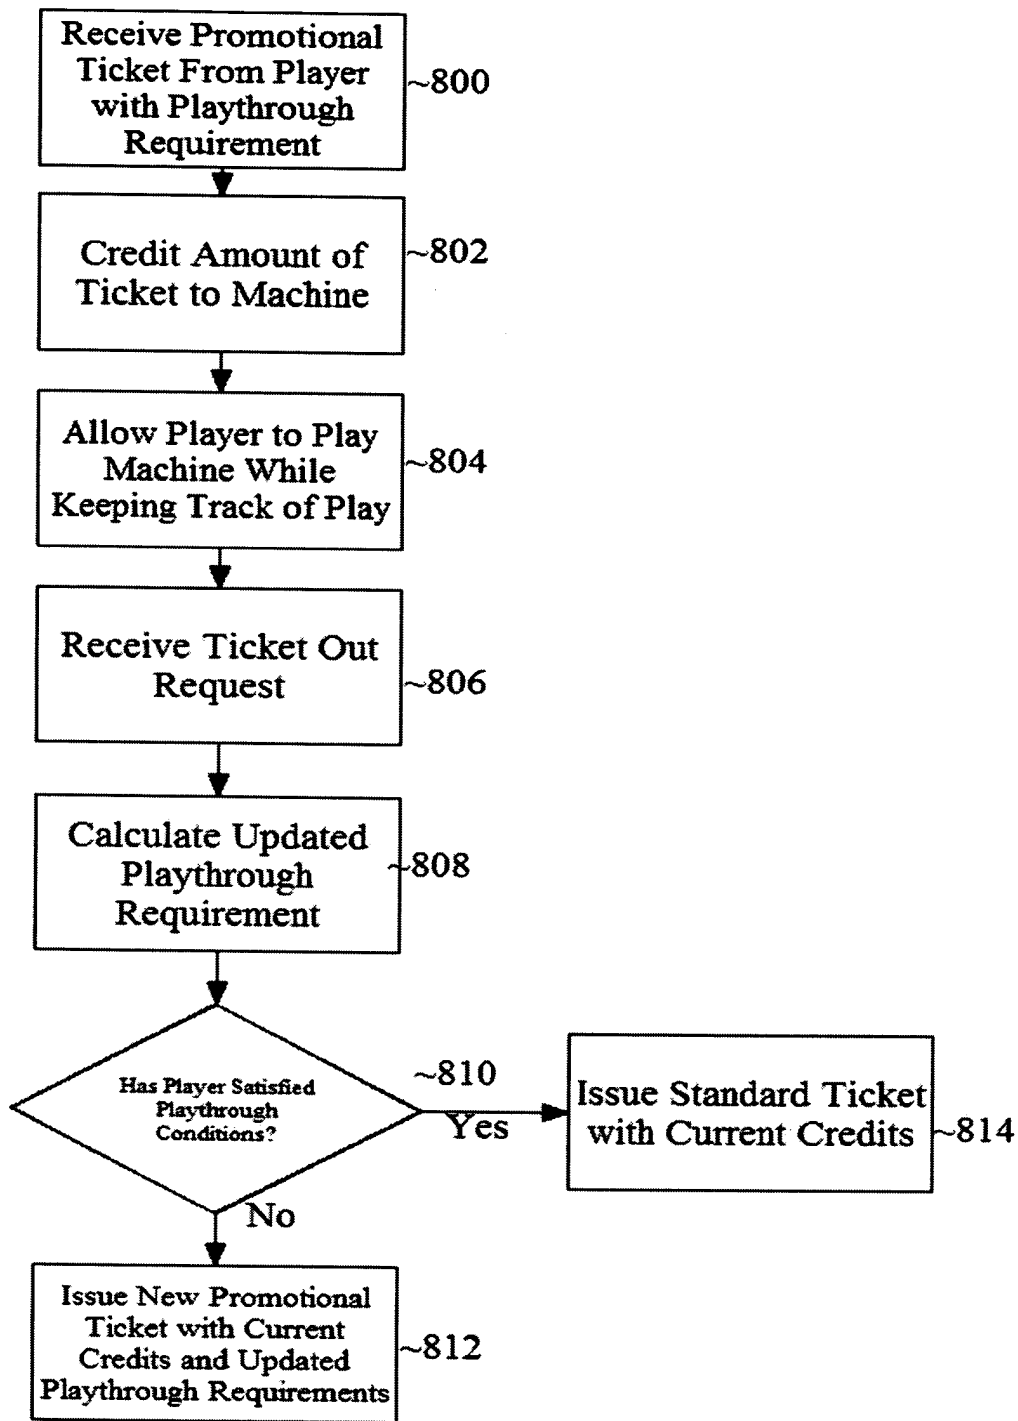 Receive Promotional
Ticket From Player
with Playthrough
Requirement
~800
Credit Amount of
Ticket to Machine
~802
Allow Player to Play
Machine While
Keeping Track of Play
~804
Receive Ticket Out
Request
~806
Calculate Updated
Playthrough
Requirement
~808
Has Player Satisfied
Playthrough
Conditions?
~810
Yes
Issue Standard Ticket
with Current Credits
~814
No
Issue New Promotional
Ticket with Current
Credits and Updated
Playthrough Requirements
~812